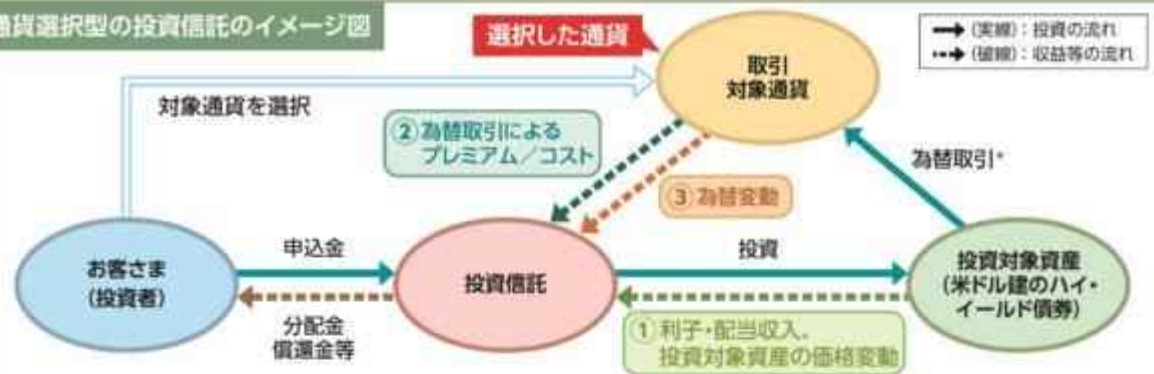 通貨選択型の投資信託のイメージ図
選択した通貨
(実線)：投資の流れ
(破線)：収益等の流れ
取引
対象通貨
対象通貨を選択
②為替取引による
プレミアム／コスト
為替取引*
③為替変動
お客さま
(投資者)
申込金
投資信託
投資
投資対象資産
(米ドル建のハイ・
イールド債券)
分配金
償還金等
①利子・配当収入、
投資対象資産の価格変動